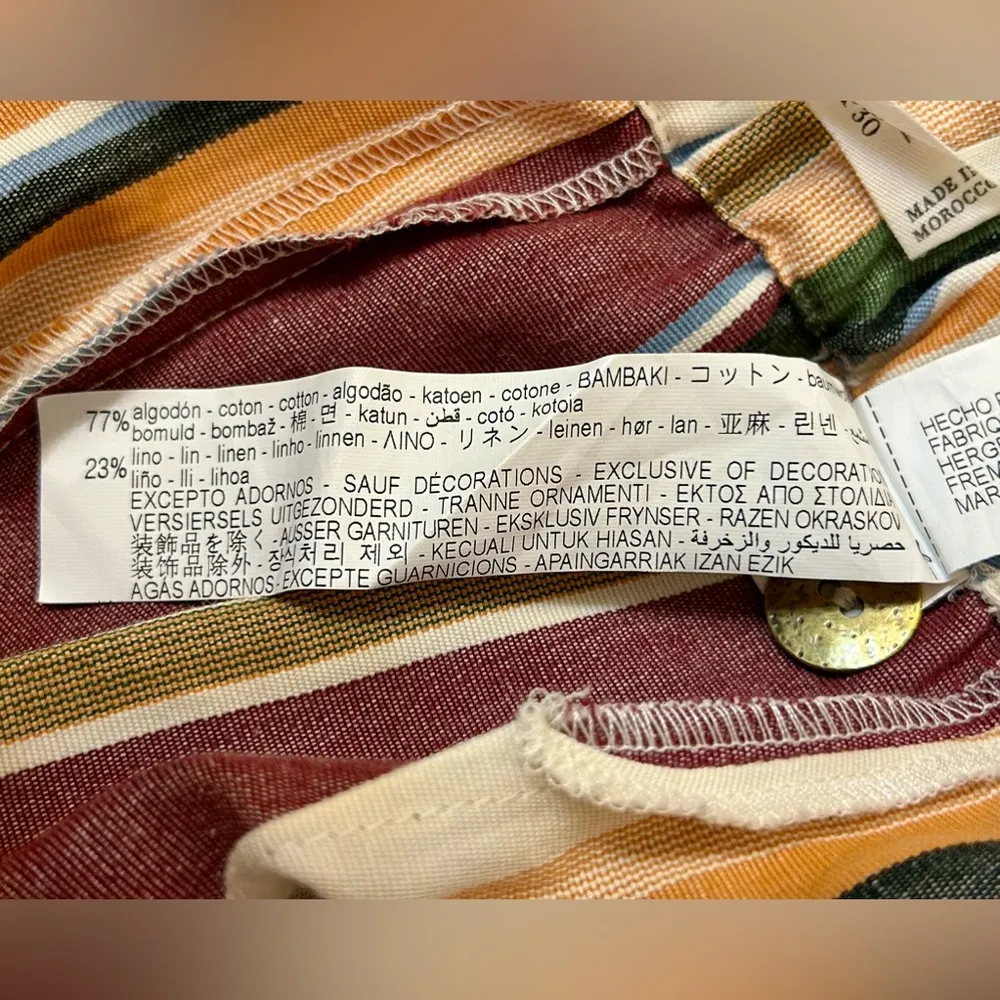 30
MADE IN
MOROCCO
77% algodón - coton - cotton - algodão - katoen - cotone - BAMBAKI - コットン -
bomuld - bombaž - 棉 - 면 - katun - قطن - cotó - kotoia
23% lino - lin - linen - linho - linnen - ΛΙΝΟ - リネン - leinen - hør - lan - 亚麻 - 린넨
liño - lli - lihoa
EXCEPTO ADORNOS - SAUF DÉCORATIONS - EXCLUSIVE OF DECORATION
VERSIERSELS UITGEZONDERD - TRANNE ORNAMENTI - ΕΚΤΟΣ ΑΠΟ ΣΤΟΛΙΔΙΑ
装飾品を除く - AUSSER GARNITUREN - EKSKLUSIV FRYNSER - RAZEN OKRASKOV
装饰品除外 - 장식처리 제외 - KECUALI UNTUK HIASAN - حصريا للديكور والزخرفة -
AGÁS ADORNOS - EXCEPTE GUARNICIONS - APAINGARRIAK IZAN EZIK
HECHO
FABRIQ
HERG
FREM
MAR